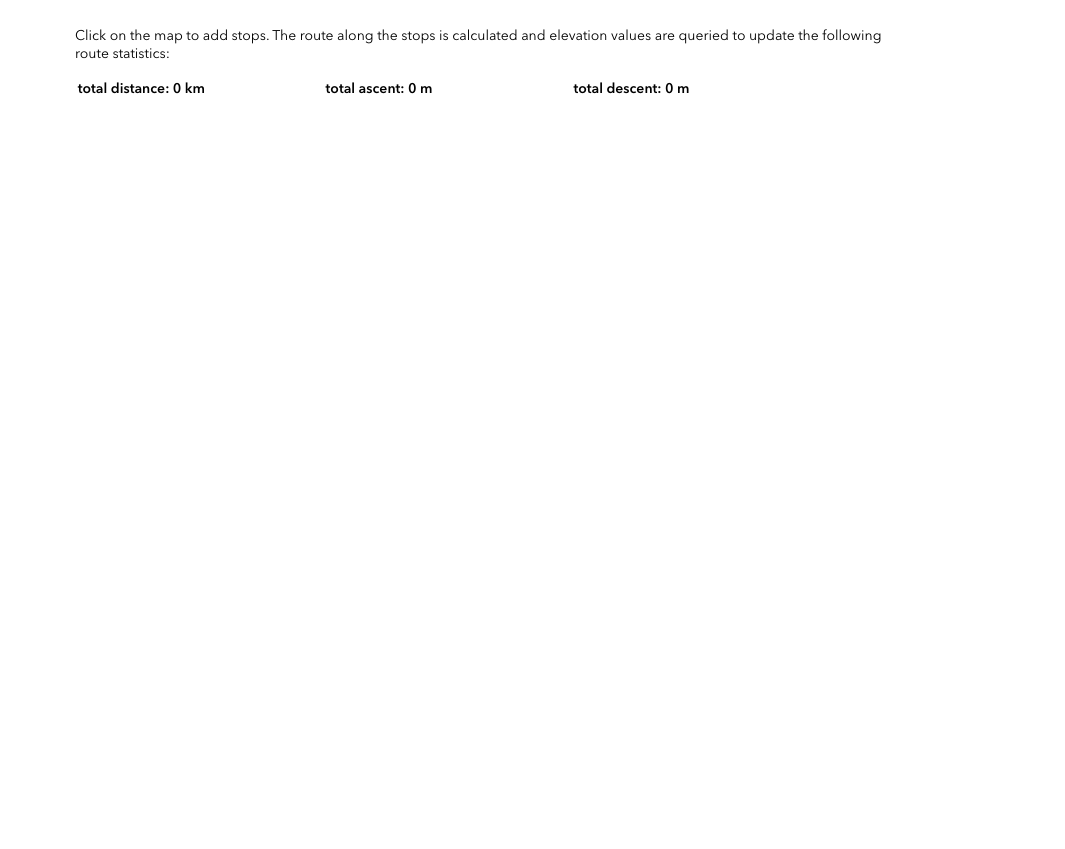 Click on the map to add stops. The route along the stops is calculated and elevation values are queried to update the following
route statistics:
total distance: 0 km total ascent: 0 m total descent: 0 m